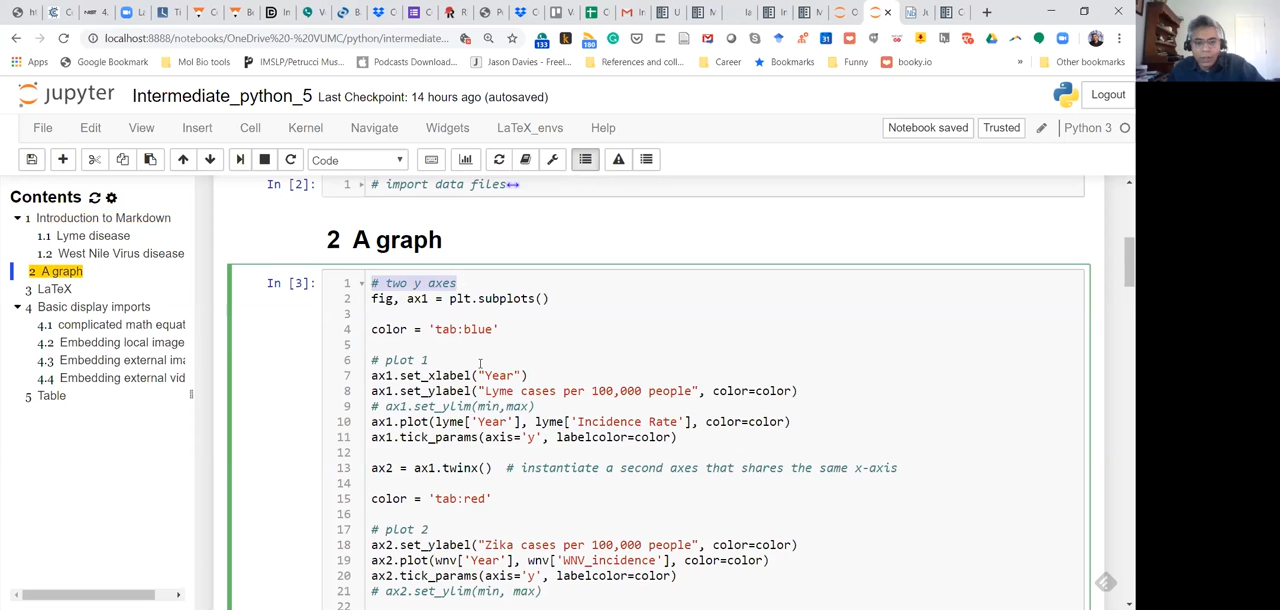 localhost:8888/notebooks/OneDrive - VUMC/python/intermediate...
133
180
31
Apps
Google Bookmark
Mol Bio tools
IMSLP/Petrucci Mus...
Podcasts Download...
Jason Davies - Freel...
References and coll...
Career
Bookmarks
Funny
booky.io
»
Other bookmarks
jupyter
Intermediate_python_5
Last Checkpoint: 14 hours ago (autosaved)
Logout
File
Edit
View
Insert
Cell
Kernel
Navigate
Widgets
LaTeX_envs
Help
Notebook saved
Trusted
Python 3
Code
Contents
1 Introduction to Markdown
1.1 Lyme disease
1.2 West Nile Virus disease
2 A graph
3 LaTeX
4 Basic display imports
4.1 complicated math equat
4.2 Embedding local image
4.3 Embedding external ima
4.4 Embedding external vid
5 Table
In [2]:
1 # import data files
2 A graph
In [3]:
1 # two y axes
2 fig, ax1 = plt.subplots()
3
4 color = 'tab:blue'
5
6 # plot 1
7 ax1.set_xlabel("Year")
8 ax1.set_ylabel("Lyme cases per 100,000 people", color=color)
9 # ax1.set_ylim(min,max)
10 ax1.plot(lyme['Year'], lyme['Incidence Rate'], color=color)
11 ax1.tick_params(axis='y', labelcolor=color)
12
13 ax2 = ax1.twinx()  # instantiate a second axes that shares the same x-axis
14
15 color = 'tab:red'
16
17 # plot 2
18 ax2.set_ylabel("Zika cases per 100,000 people", color=color)
19 ax2.plot(wnv['Year'], wnv['WNV_incidence'], color=color)
20 ax2.tick_params(axis='y', labelcolor=color)
21 # ax2.set_ylim(min, max)
22